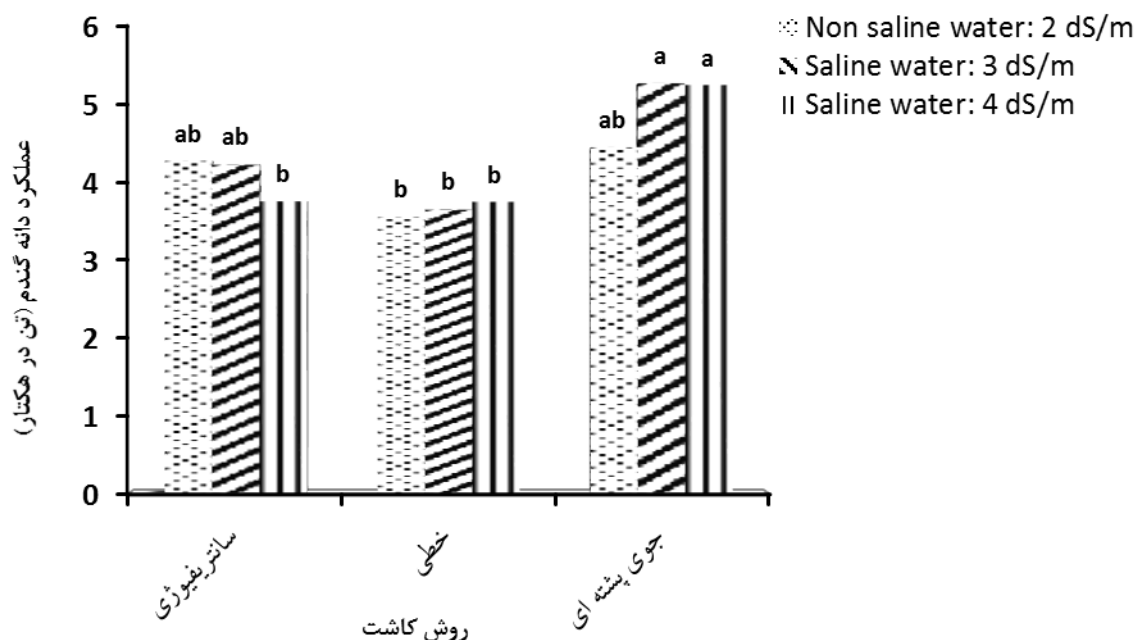 Non saline water: 2 dS/m
Saline water: 3 dS/m
Saline water: 4 dS/m
عملکرد دانه گندم (تن در هکتار)
6
5
4
3
2
1
0
ab
ab
b
b
b
b
ab
a
a
سانتریفیوژی
خطی
جوی پشته ای
روش کاشت